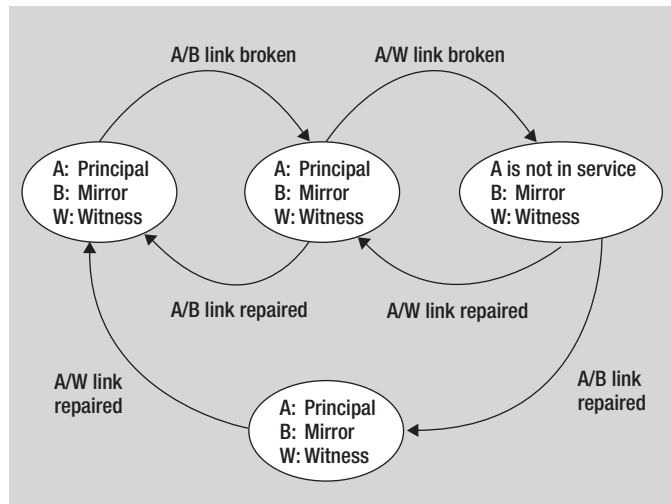 A/B link broken
A/W link broken
A: Principal
B: Mirror
W: Witness
A: Principal
B: Mirror
W: Witness
A is not in service
B: Mirror
W: Witness
A/B link repaired
A/W link repaired
A/W link
repaired
A/B link
repaired
A: Principal
B: Mirror
W: Witness